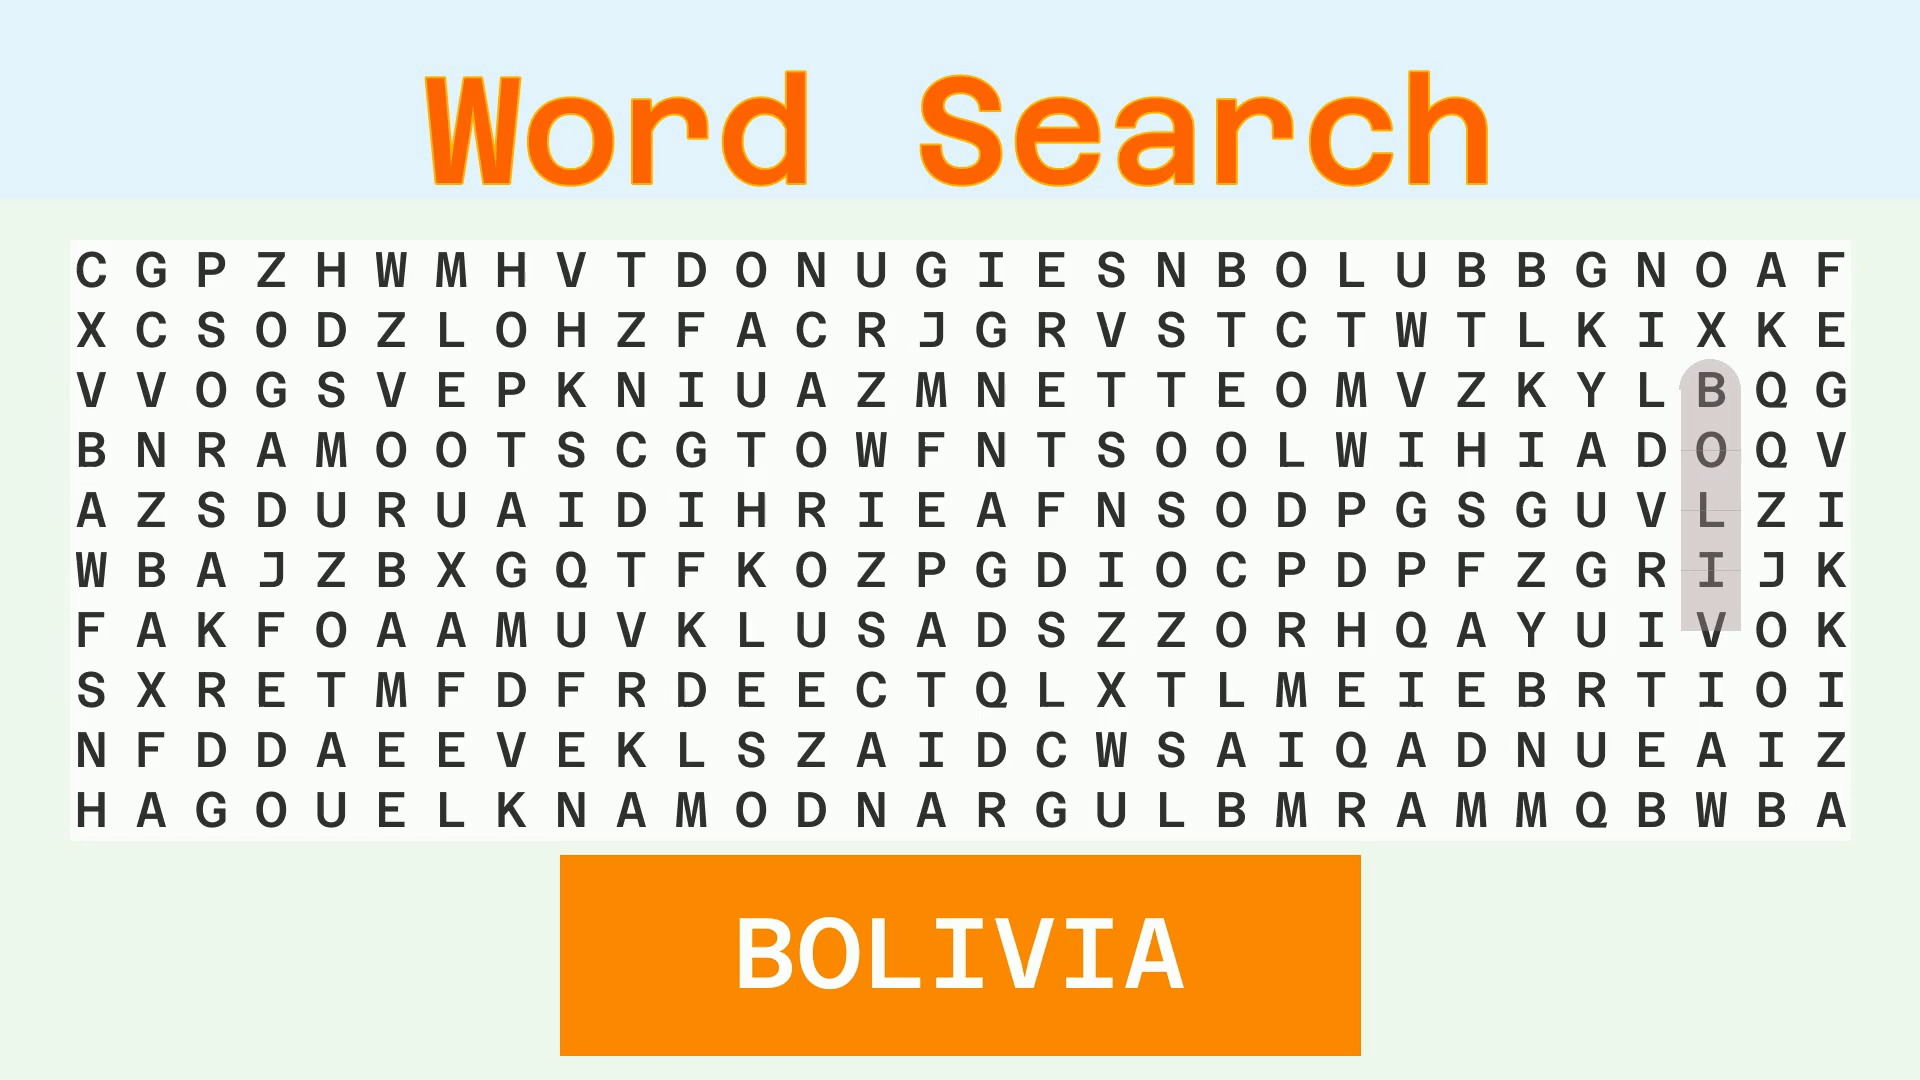 Word Search
C G P Z H W M H V T D O N U G I E S N B O L U B B G N O A F
X C S O D Z L O H Z F A C R J G R V S T C T W T L K I X K E
V V O G S V E P K N I U A Z M N E T T E O M V Z K Y L B Q G
B N R A M O O T S C G T O W F N T S O O L W I H I A D O Q V
A Z S D U R U A I D I H R I E A F N S O D P G S G U V L Z I
W B A J Z B X G Q T F K O Z P G D I O C P D P F Z G R I J K
F A K F O A A M U V K L U S A D S Z Z O R H Q A Y U I V O K
S X R E T M F D F R D E E C T Q L X T L M E I E B R T I O I
N F D D A E E V E K L S Z A I D C W S A I Q A D N U E A I Z
H A G O U E L K N A M O D N A R G U L B M R A M M Q B W B A
BOLIVIA